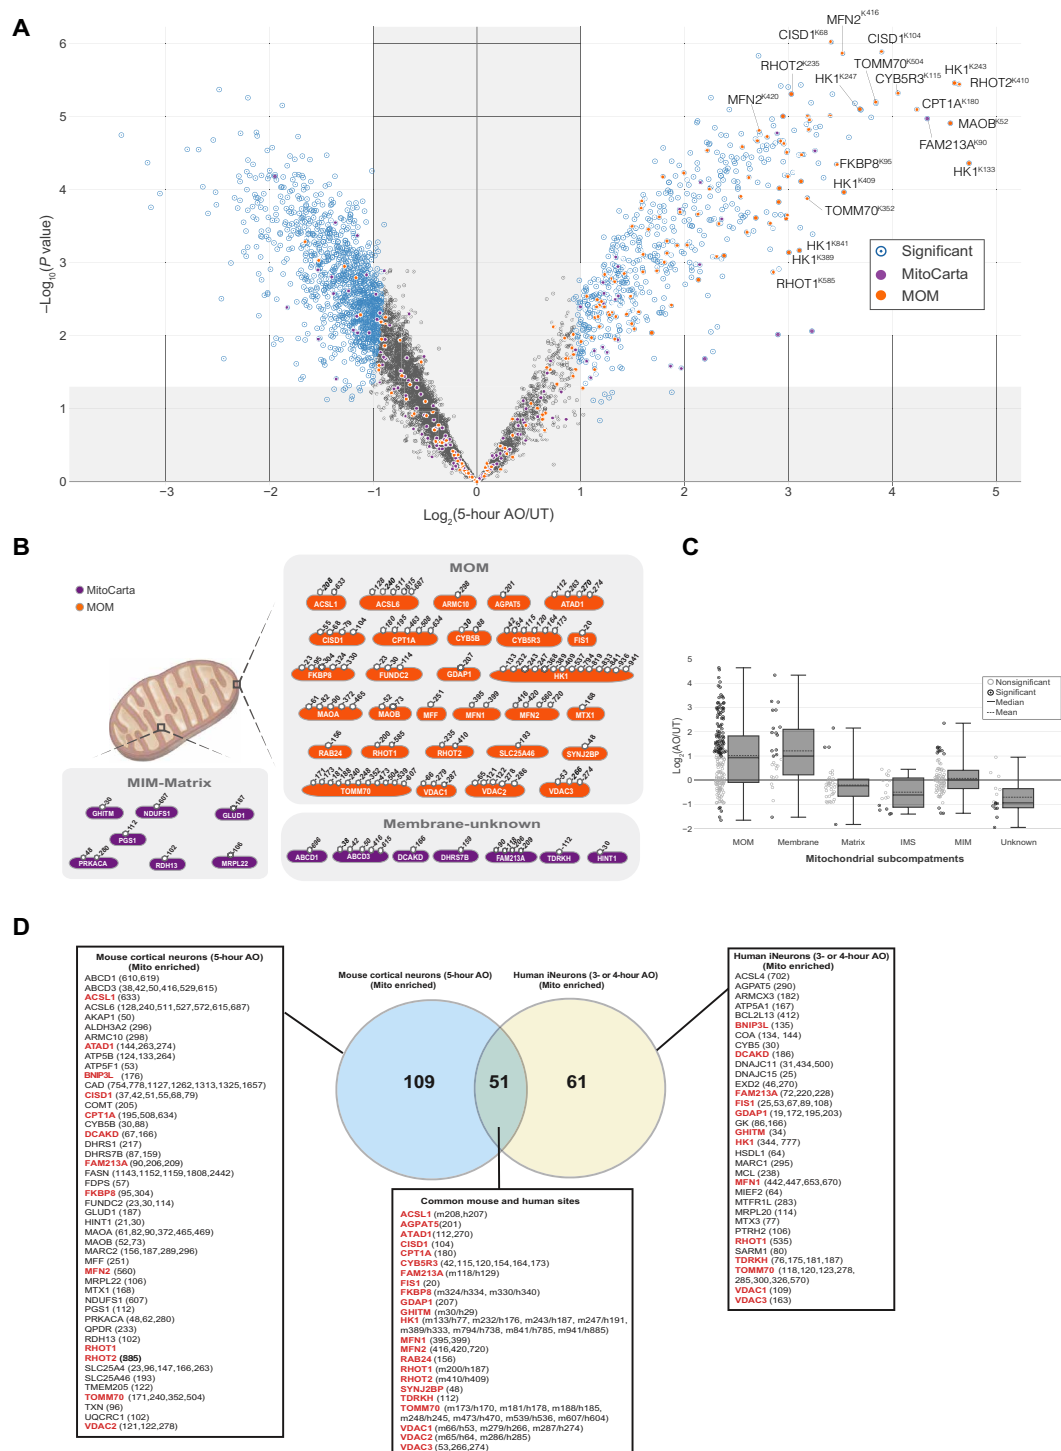 A
MFN2K416
CISD1K68
CISD1K104
RHOT2K235
TOMM70K504
HK1K243
HK1K247
CYB5R3K115
RHOT2K410
MFN2K420
CPT1AK180
MAOBK52
FAM213AK90
FKBP8K95
HK1K133
HK1K409
TOMM70K352
HK1K841
HK1K389
RHOT1K585
Significant
MitoCarta
MOM
–Log10(P value)
6
5
4
3
2
1
0
−3 −2 −1 0 1 2 3 4 5
Log2(5-hour AO/UT)
B
MitoCarta
MOM
MOM
ACSL1 ACSL6 ARMC10 AGPAT5 ATAD1
CISD1 CPT1A CYB5B CYB5R3 FIS1
FKBP8 FUNDC2 GDAP1 HK1
MAOA MAOB MFF MFN1 MFN2 MTX1
RAB24 RHOT1 RHOT2 SLC25A46 SYNJ2BP
TOMM70 VDAC1 VDAC2 VDAC3
MIM-Matrix
GHITM NDUFS1 GLUD1
PGS1
PRKACA RDH13 MRPL22
Membrane-unknown
ABCD1 ABCD3 DCAKD DHRS7B FAM213A TDRKH HINT1
C
Nonsignificant
Significant
Median
Mean
Log2(AO/UT)
5
4
3
2
1
0
−1
−2
MOM Membrane Matrix IMS MIM Unknown
Mitochondrial subcompatments
D
Mouse cortical neurons (5-hour AO)
(Mito enriched)
ABCD1 (610,619)
ABCD3 (38,42,50,416,529,615)
ACSL1 (633)
ACSL6 (128,240,511,527,572,615,687)
AKAP1 (50)
ALDH3A2 (296)
ARMC10 (298)
ATAD1 (144,263,274)
ATP5B (124,133,264)
ATP5F1 (53)
BNIP3L (176)
CAD (754,778,1127,1262,1313,1325,1657)
CISD1 (37,42,51,55,68,79)
COMT (205)
CPT1A (195,508,634)
CYB5B (30,88)
DCAKD (67,166)
DHRS1 (217)
DHRS7B (87,159)
FAM213A (90,206,209)
FASN (1143,1152,1159,1808,2442)
FDPS (57)
FKBP8 (95,304)
FUNDC2 (23,30,114)
GLUD1 (187)
HINT1 (21,30)
MAOA (61,82,90,372,465,469)
MAOB (52,73)
MARC2 (156,187,289,296)
MFF (251)
MFN2 (560)
MRPL22 (106)
MTX1 (168)
NDUFS1 (607)
PGS1 (112)
PRKACA (48,62,280)
QPDR (233)
RDH13 (102)
RHOT1
RHOT2
SLC25A4 (23,96,147,166,263)
SLC25A46 (193)
TMEM205 (122)
TOMM70 (171,240,352,504)
TXN (96)
UQCRC1 (102)
VDAC2 (121,122,278)
Mouse cortical neurons (5-hour AO)
(Mito enriched)
Human iNeurons (3- or 4-hour AO)
(Mito enriched)
109
51
61
Common mouse and human sites
ACSL1 (m208,h207)
AGPAT5(201)
ATAD1(112,270)
CISD1 (104)
CPT1A (180)
CYB5R3 (42,115,120,154,164,173)
FAM213A (m118/h129)
FIS1 (20)
FKBP8 (m324/h334, m330/h340)
GDAP1 (207)
GHITM (m30/h29)
HK1 (m133/h77, m232/h176, m243/h187, m247/h191,
m389/h333, m794/h738, m841/h785, m941/h885)
MFN1 (395,399)
MFN2 (416,420,720)
RAB24 (156)
RHOT1 (m200/h187)
RHOT2 (m410/h409)
SYNJ2BP (48)
TDRKH (112)
TOMM70 (m173/h170, m181/h178, m188/h185,
m248/h245, m473/h470, m539/h536, m607/h604)
VDAC1 (m66/h53, m279/h266, m287/h274)
VDAC2 (m65/h64, m286/h285)
VDAC3 (53,266,274)
Human iNeurons (3- or 4-hour AO)
(Mito enriched)
ACSL4 (702)
AGPAT5 (290)
ARMCX3 (182)
ATP5A1 (167)
BCL2L13 (412)
BNIP3L (135)
COA (134, 144)
CYB5 (30)
DCAKD (186)
DNAJC11 (31,434,500)
DNAJC15 (25)
EXD2 (46,270)
FAM213A (72,220,228)
FIS1 (25,53,67,89,108)
GDAP1 (19,172,195,203)
GK (86,166)
GHITM (34)
HK1 (344, 777)
HSDL1 (64)
MARC1 (295)
MCL (238)
MFN1 (442,447,653,670)
MIEF2 (64)
MTFR1L (283)
MRPL20 (114)
MTX3 (77)
PTRH2 (106)
RHOT1 (535)
SARM1 (80)
TDRKH (76,175,181,187)
TOMM70 (118,120,123,278,
285,300,326,570)
VDAC1 (109)
VDAC3 (163)